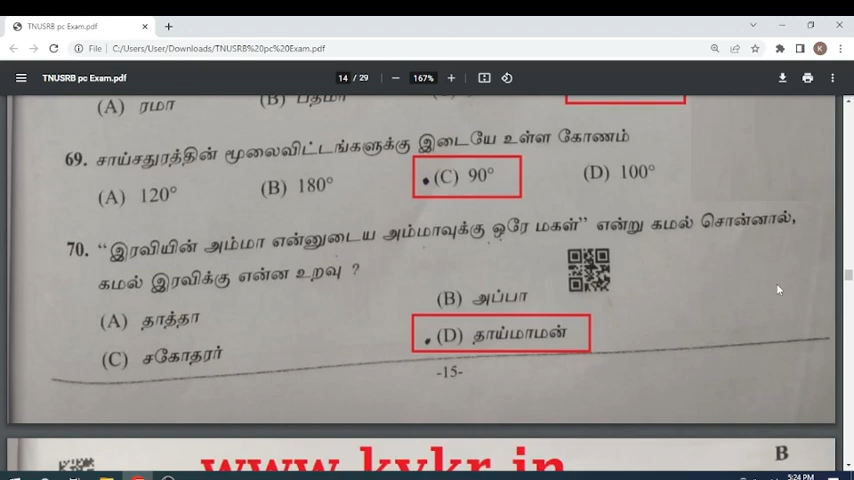 TNUSRB pc Exam.pdf
File | C:/Users/User/Downloads/TNUSRB%20pc%20Exam.pdf
K
TNUSRB pc Exam.pdf 14 / 29 167%
(A) ரமா (B) பத்மா
69. சாய்சதுரத்தின் மூலைவிட்டங்களுக்கு இடையே உள்ள கோணம்
(A) 120° (B) 180° (C) 90° (D) 100°
70. “இரவியின் அம்மா என்னுடைய அம்மாவுக்கு ஒரே மகள்” என்று கமல் சொன்னால்,
கமல் இரவிக்கு என்ன உறவு ?
(A) தாத்தா (B) அப்பா
(C) சகோதரர் (D) தாய்மாமன்
-15-
www.kykr.in B
5:24 PM